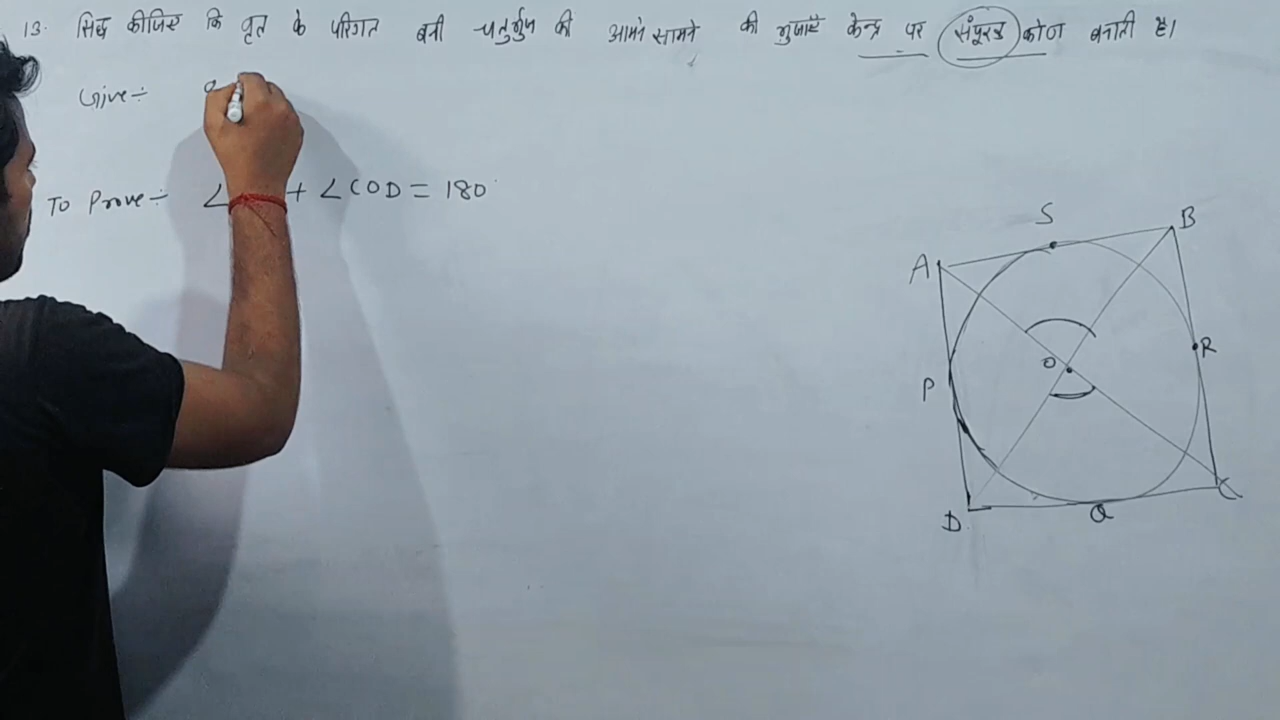 13. सिद्ध कीजिए कि वृत के परिगत बनी चतुर्भुज की आमने सामने की भुजाएँ केन्द्र पर संपूरक कोण बनाती है।
Give÷
To Prove÷ ∠ + ∠COD = 180
S
B
A
R
O
P
C
D
Q